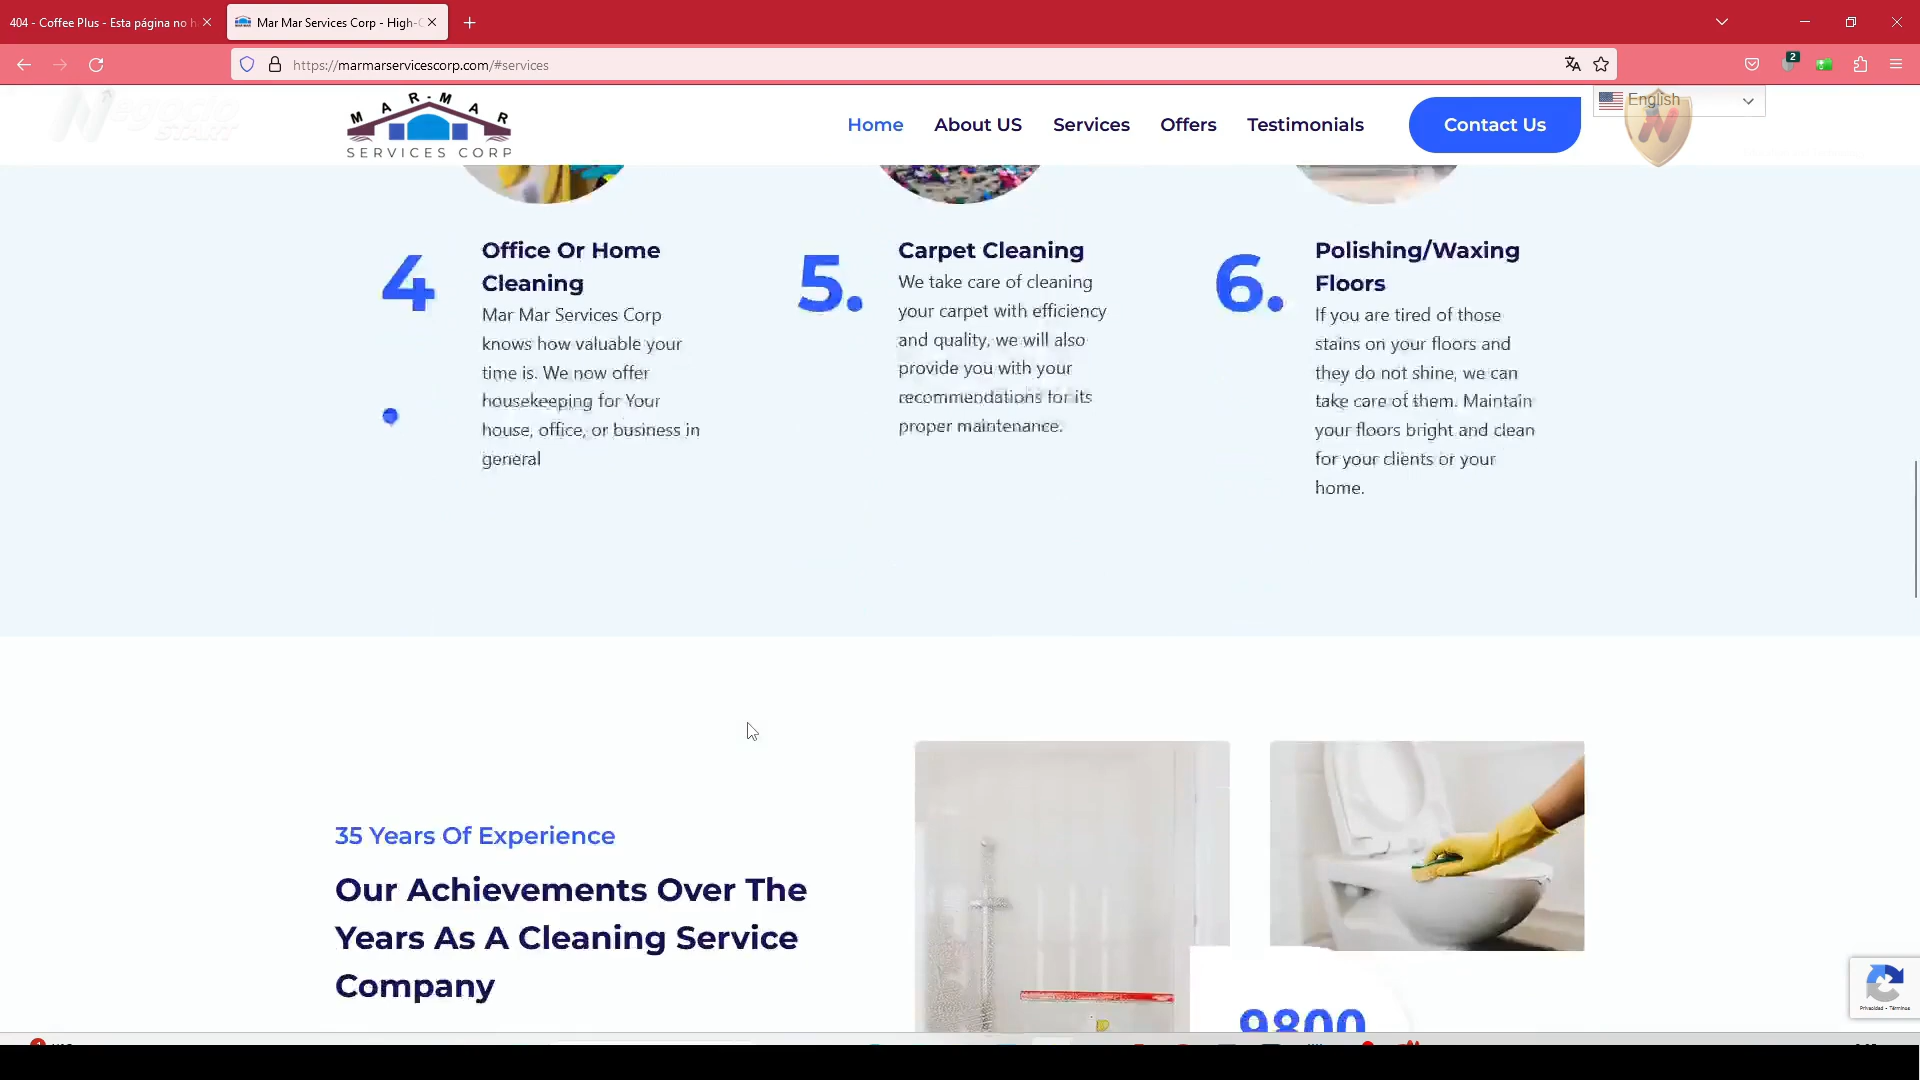 404 - Coffee Plus - Esta página no h
Mar Mar Services Corp - High-
https://marmarservicescorp.com/#services
2
Negocio
START
MAR-MAR
SERVICES CORP
Home
About US
Services
Offers
Testimonials
Contact Us
English
4
Office Or Home
Cleaning
Mar Mar Services Corp
knows how valuable your
time is. We now offer
housekeeping for Your
house, office, or business in
general
5.
Carpet Cleaning
We take care of cleaning
your carpet with efficiency
and quality, we will also
provide you with your
recommendations for its
proper maintenance.
6.
Polishing/Waxing
Floors
If you are tired of those
stains on your floors and
they do not shine, we can
take care of them. Maintain
your floors bright and clean
for your clients or your
home.
35 Years Of Experience
Our Achievements Over The
Years As A Cleaning Service
Company
9800
Privacidad - Términos